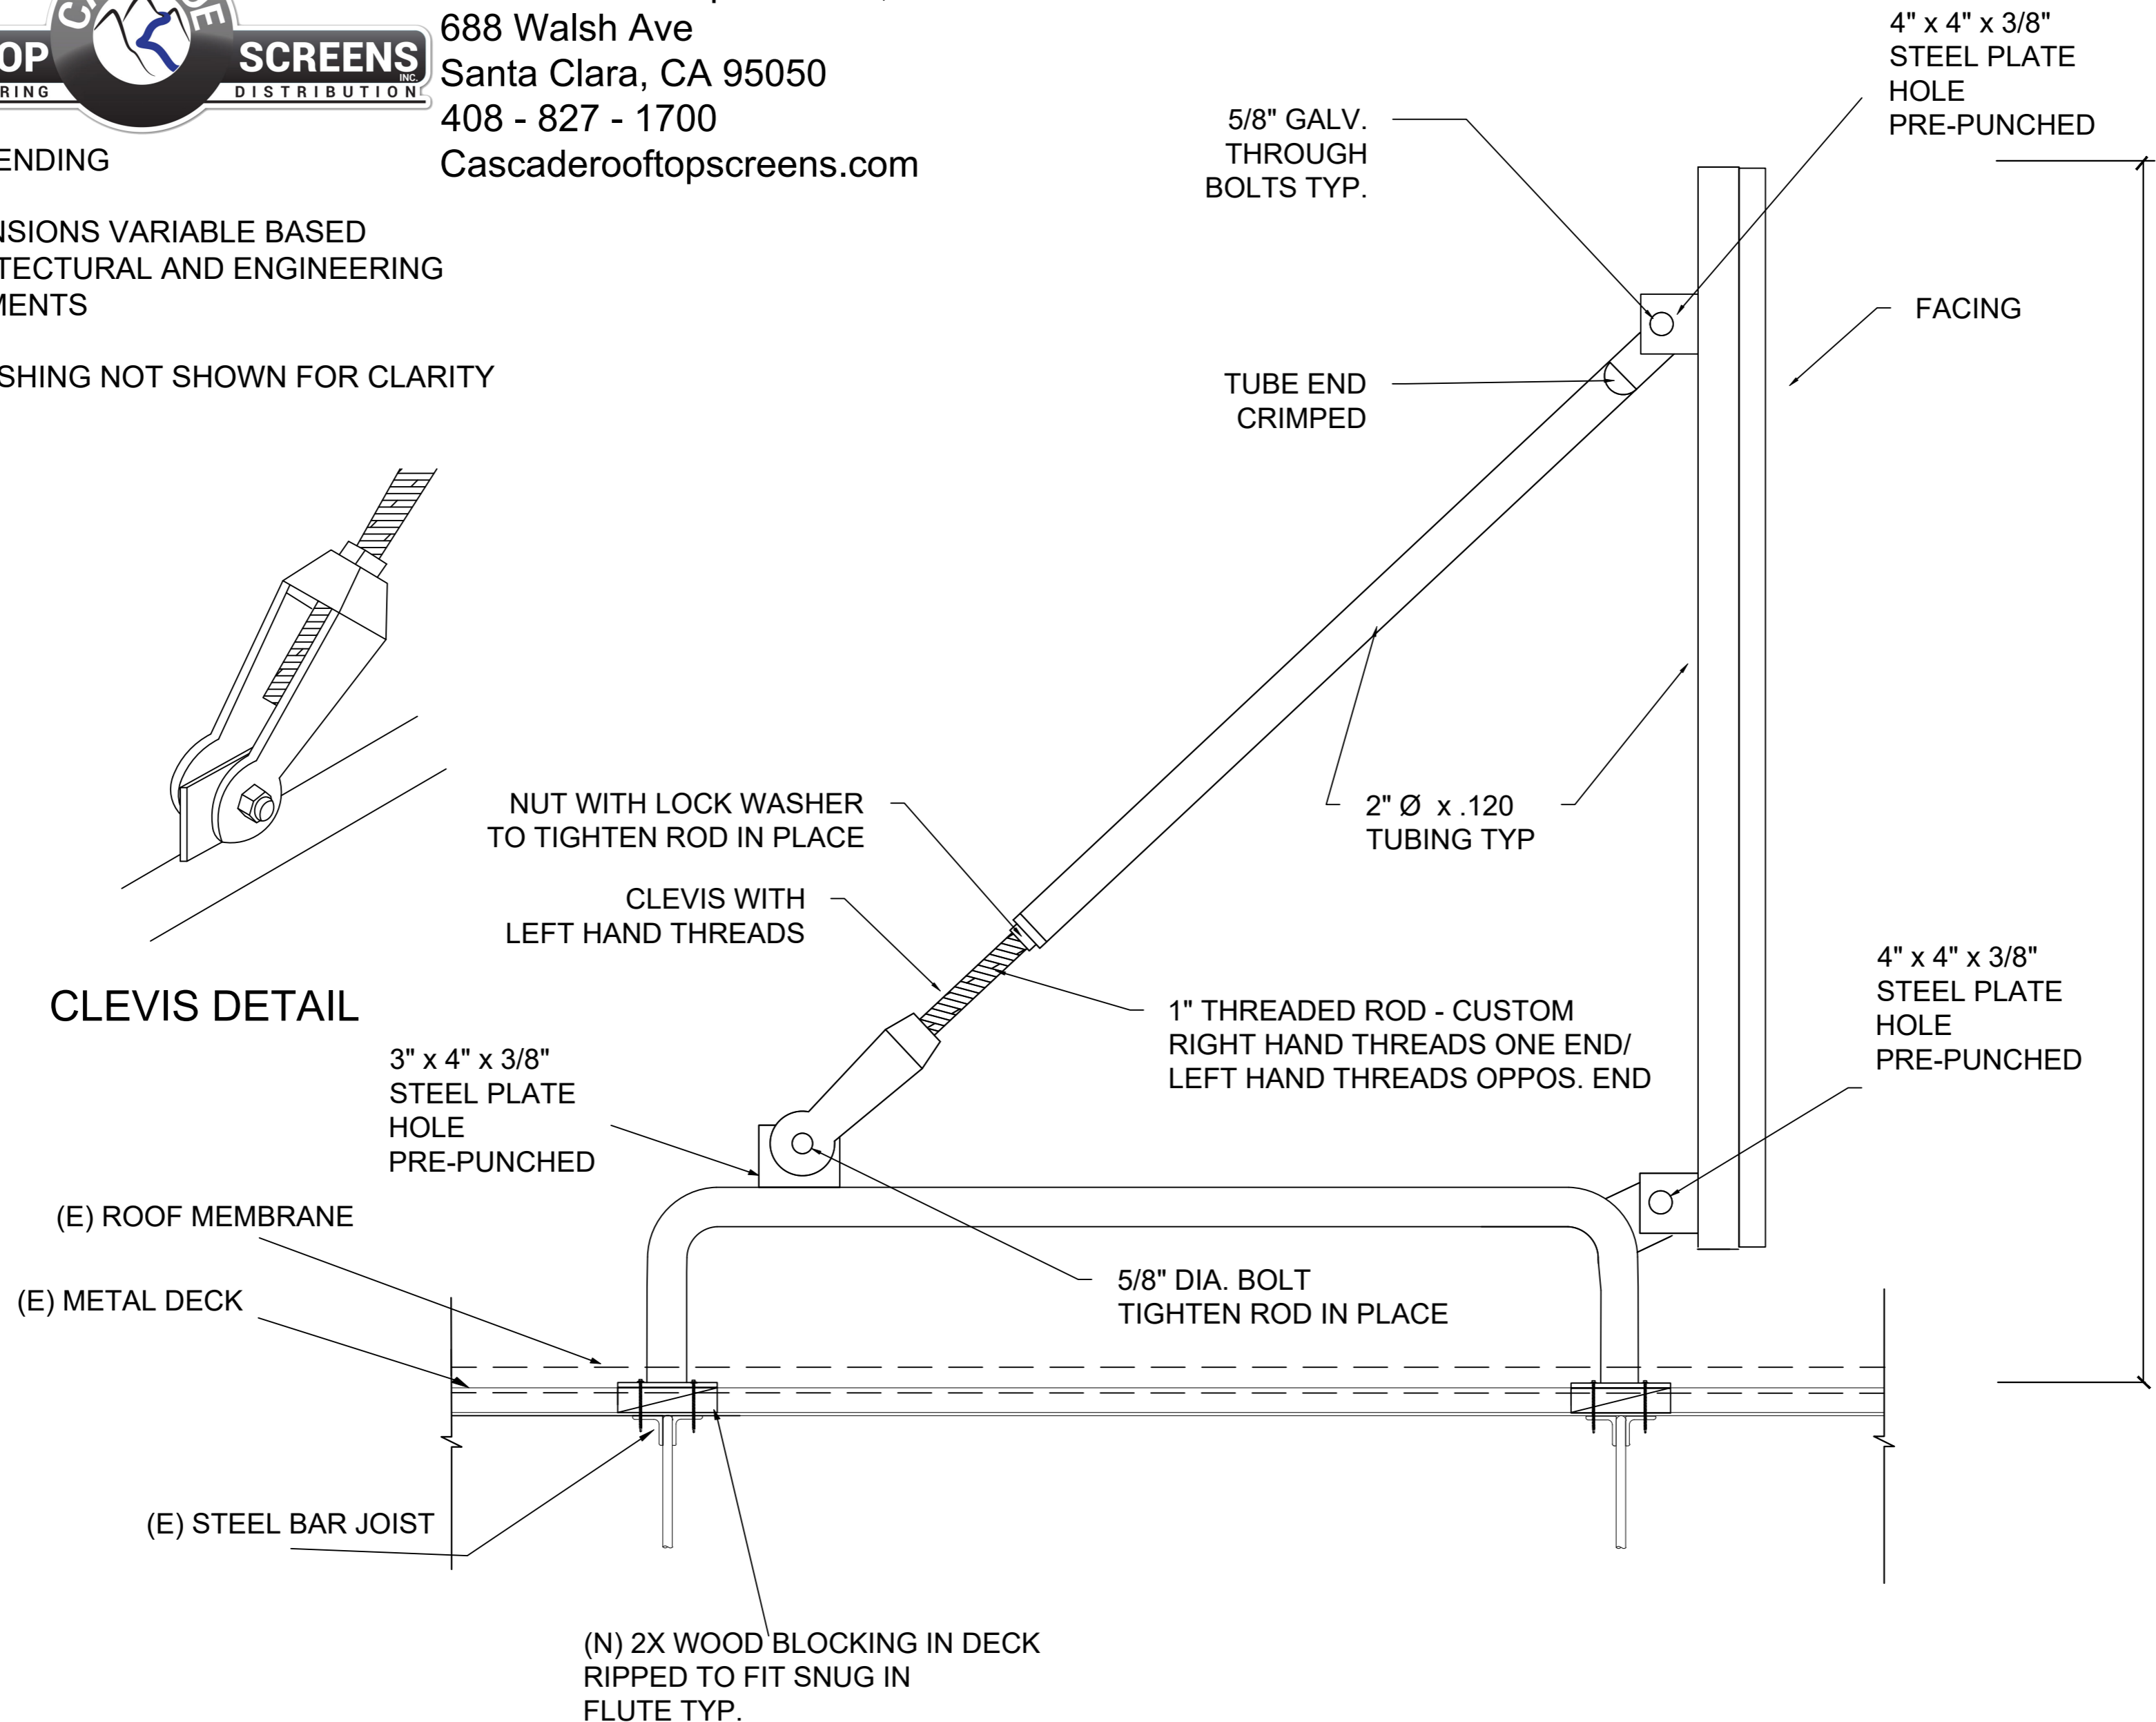 OP
SCREENS
INC.
RING
DISTRIBUTION
688 Walsh Ave
Santa Clara, CA 95050
408 - 827 - 1700
Cascaderooftopscreens.com
ENDING
NSIONS VARIABLE BASED
TECTURAL AND ENGINEERING
MENTS
SHING NOT SHOWN FOR CLARITY
4" x 4" x 3/8"
STEEL PLATE
HOLE
PRE-PUNCHED
5/8" GALV.
THROUGH
BOLTS TYP.
FACING
TUBE END
CRIMPED
NUT WITH LOCK WASHER
TO TIGHTEN ROD IN PLACE
2" Ø x .120
TUBING TYP
CLEVIS WITH
LEFT HAND THREADS
CLEVIS DETAIL
1" THREADED ROD - CUSTOM
RIGHT HAND THREADS ONE END/
LEFT HAND THREADS OPPOS. END
4" x 4" x 3/8"
STEEL PLATE
HOLE
PRE-PUNCHED
3" x 4" x 3/8"
STEEL PLATE
HOLE
PRE-PUNCHED
(E) ROOF MEMBRANE
(E) METAL DECK
5/8" DIA. BOLT
TIGHTEN ROD IN PLACE
(E) STEEL BAR JOIST
(N) 2X WOOD BLOCKING IN DECK
RIPPED TO FIT SNUG IN
FLUTE TYP.